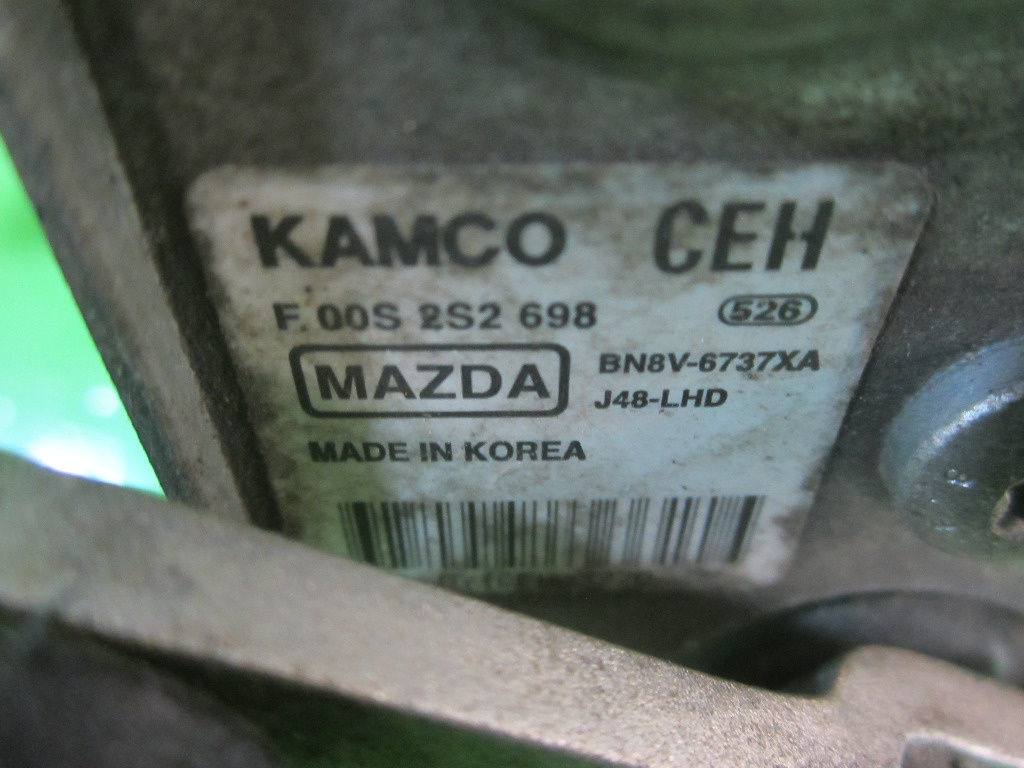 KAMCO CEH
F. 00S 2S2 698 526
MAZDA BN8V-6737XA
J48-LHD
MADE IN KOREA